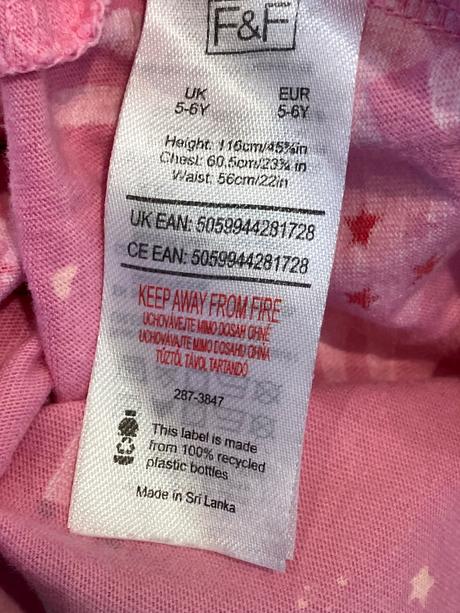 F&F
UK EUR
5-6Y 5-6Y
Height: 116cm/45¾in
Chest: 60.5cm/23¾ in
Waist: 56cm/22in
UK EAN: 5059944281728
CE EAN: 5059944281728
KEEP AWAY FROM FIRE
UCHOVÁVEJTE MIMO DOSAH OHNĚ
UCHOVÁVAJTE MIMO DOSAHU OHŇA
TŰZTŐL TÁVOL TARTANDÓ
287-3847
This label is made
from 100% recycled
plastic bottles
Made in Sri Lanka